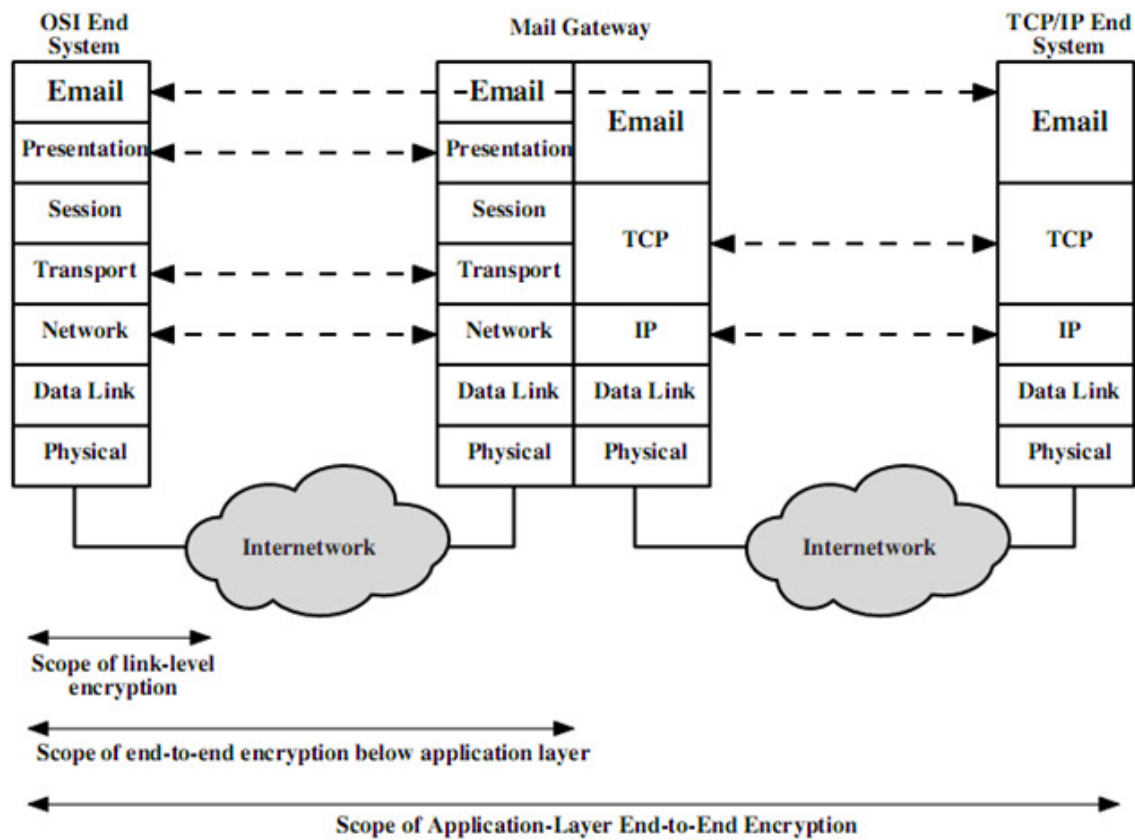 OSI End
System
Mail Gateway
TCP/IP End
System
Email
Presentation
Session
Transport
Network
Data Link
Physical
Email
Presentation
Session
Transport
Network
Data Link
Physical
Email
TCP
IP
Data Link
Physical
Email
TCP
IP
Data Link
Physical
Internetwork
Internetwork
Scope of link-level
encryption
Scope of end-to-end encryption below application layer
Scope of Application-Layer End-to-End Encryption